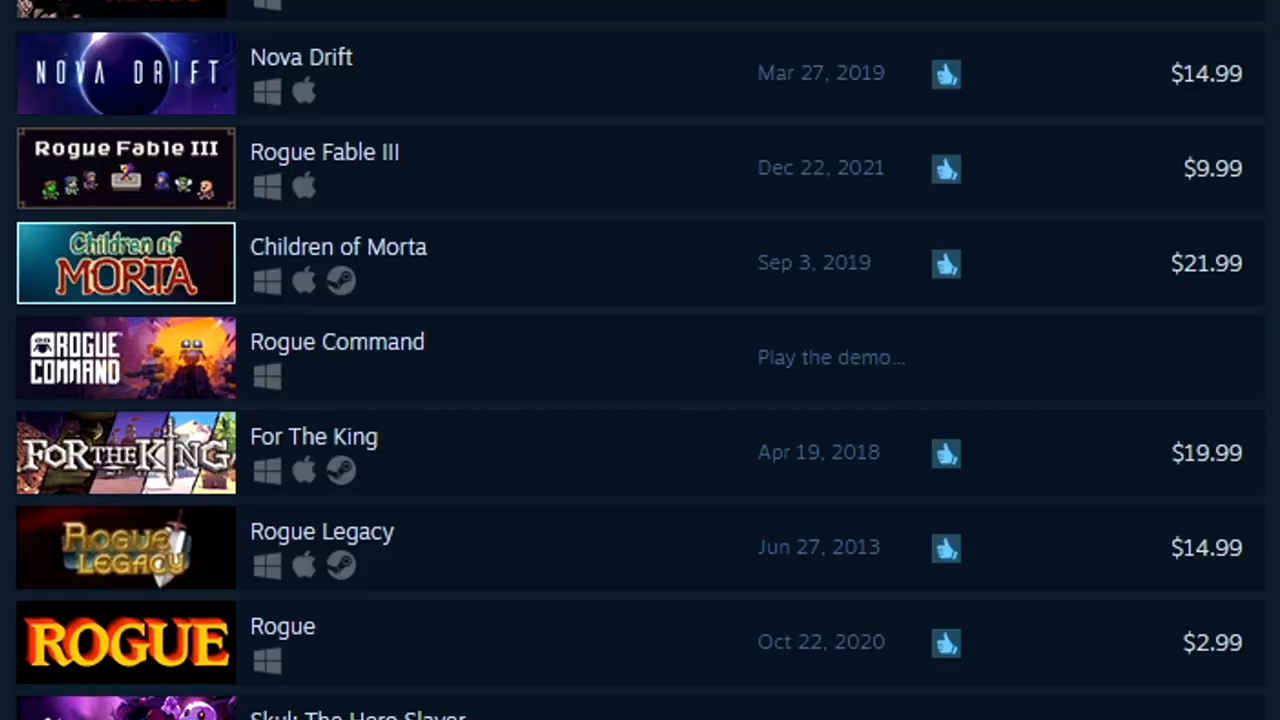 NOVA DRIFT
Nova Drift
Mar 27, 2019
$14.99
Rogue Fable III
Rogue Fable III
Dec 22, 2021
$9.99
Children of
MORTA
Children of Morta
Sep 3, 2019
$21.99
ROGUE
COMMAND
Rogue Command
Play the demo...
FOR THE KING
For The King
Apr 19, 2018
$19.99
ROGUE
LEGACY
Rogue Legacy
Jun 27, 2013
$14.99
ROGUE
Rogue
Oct 22, 2020
$2.99
Skul: The Hero Slayer